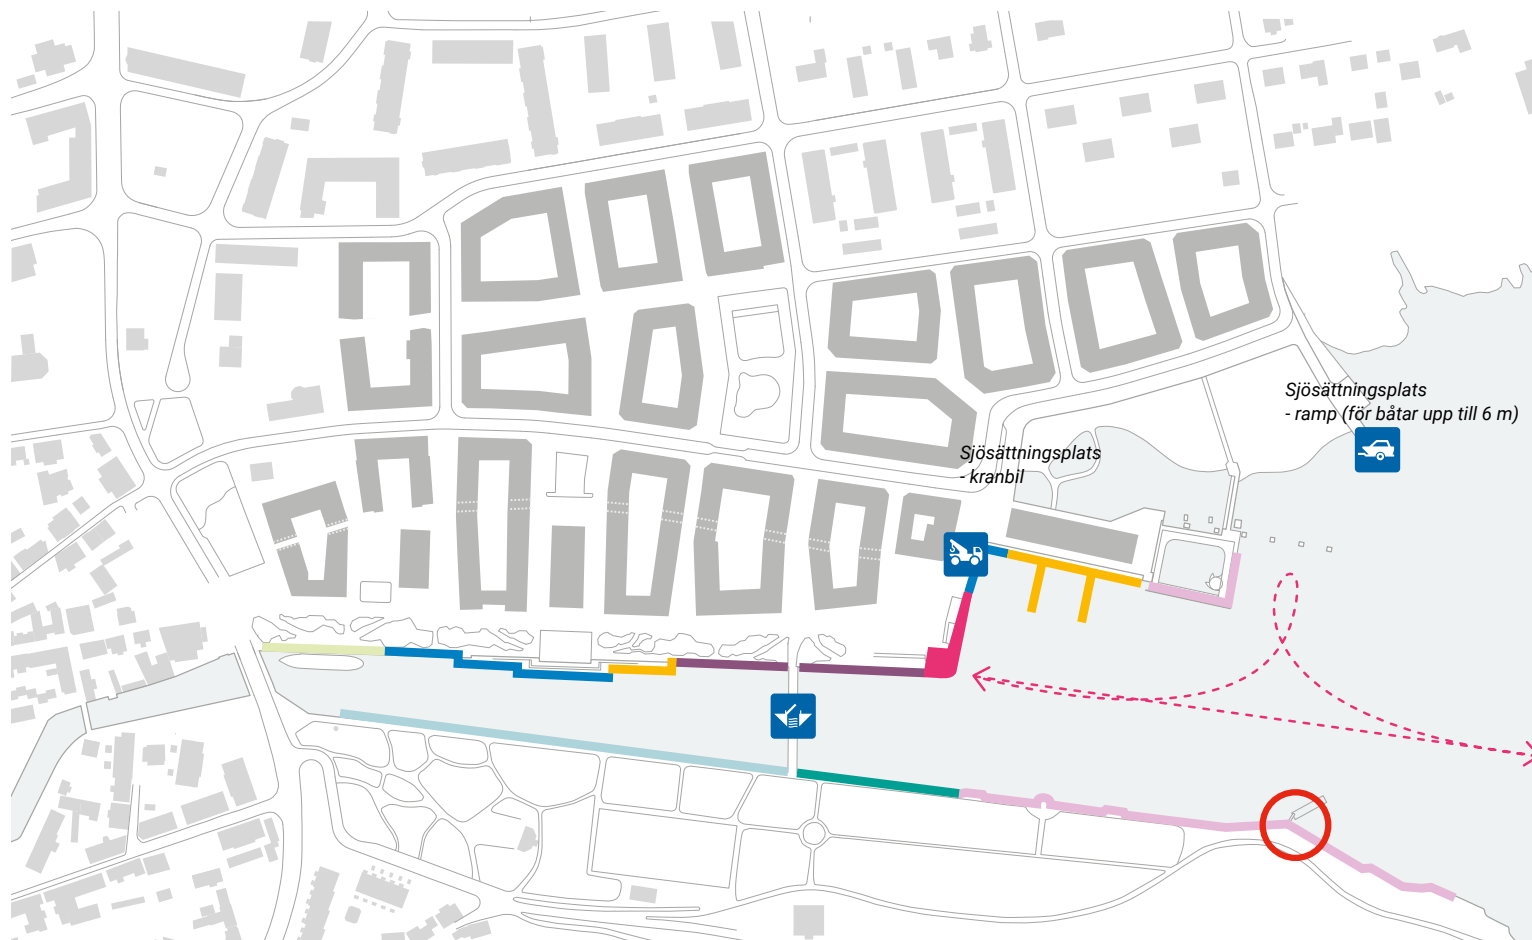 Sjösättningsplats
- ramp (för båtar upp till 6 m)
Sjösättningsplats
- kranbil